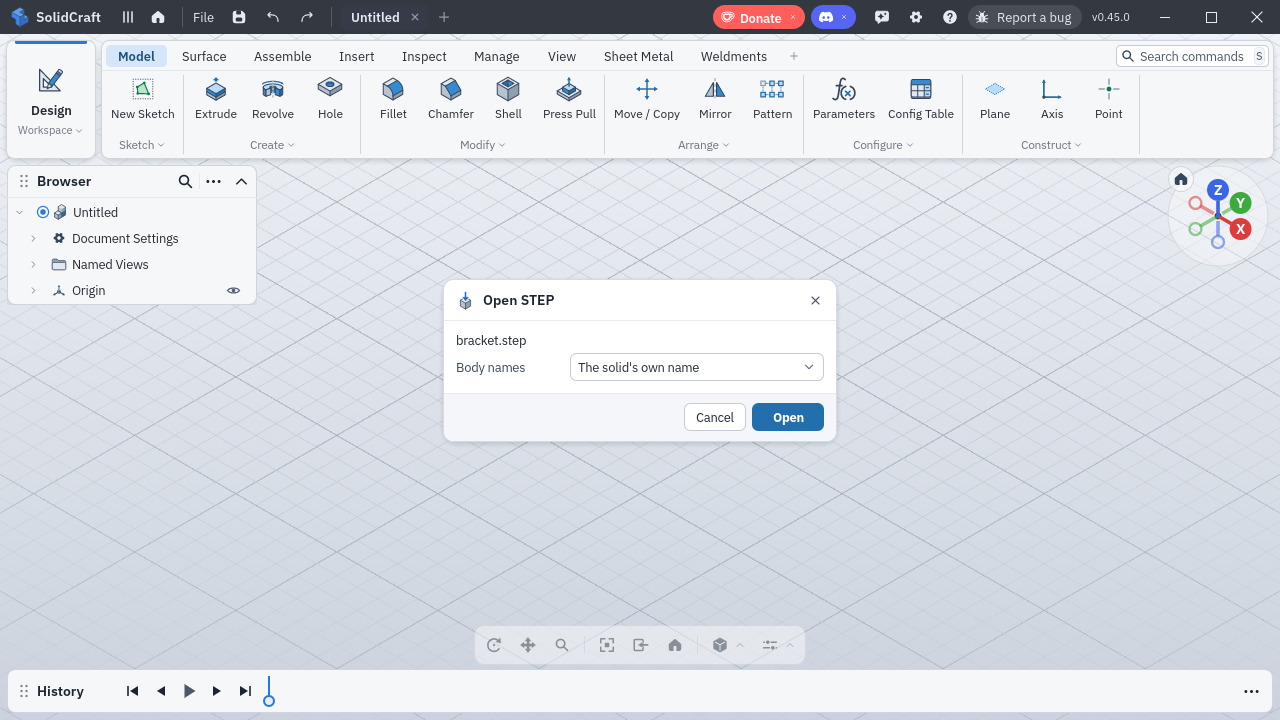 SolidCraft
File
Untitled
Donate
Report a bug
v0.45.0
Design
Workspace
Model
Surface
Assemble
Insert
Inspect
Manage
View
Sheet Metal
Weldments
Search commands
S
New Sketch
Extrude
Revolve
Hole
Fillet
Chamfer
Shell
Press Pull
Move / Copy
Mirror
Pattern
Parameters
Config Table
Plane
Axis
Point
Sketch
Create
Modify
Arrange
Configure
Construct
Browser
Untitled
Document Settings
Named Views
Origin
Z
Y
X
Open STEP
bracket.step
Body names
The solid's own name
Cancel
Open
History